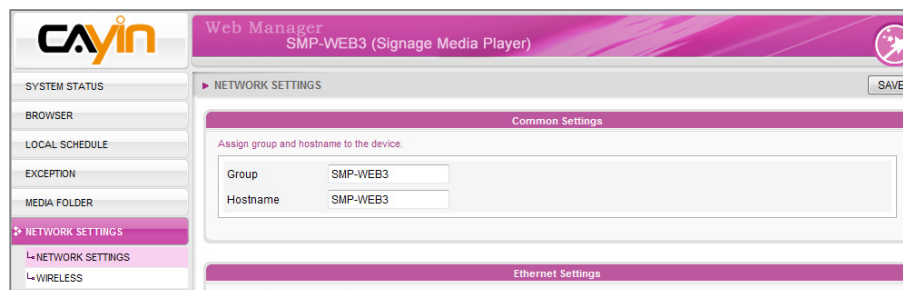 CAYIN
Web Manager
SMP-WEB3 (Signage Media Player)
SYSTEM STATUS
BROWSER
LOCAL SCHEDULE
EXCEPTION
MEDIA FOLDER
NETWORK SETTINGS
NETWORK SETTINGS
WIRELESS
NETWORK SETTINGS
SAVE
Common Settings
Assign group and hostname to the device.
Group SMP-WEB3
Hostname SMP-WEB3
Ethernet Settings